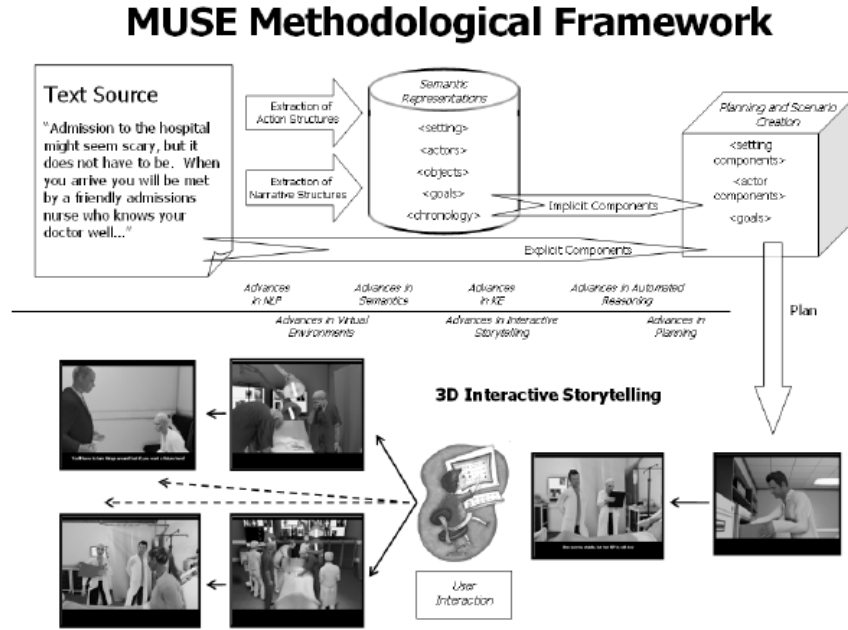 MUSE Methodological Framework
Text Source
"Admission to the hospital
might seem scary, but it
does not have to be. When
you arrive you will be met
by a friendly admissions
nurse who knows your
doctor well..."
Extraction of
Action Structures
Extraction of
Narrative Structures
Semantic
Representations
<setting>
<actors>
<objects>
<goals>
<chronology>
Implicit Components
Explicit Components
Planning and Scenario
Creation
<setting
components>
<actor
components>
<goals>
Advances
in NLP
Advances in
Semantics
Advances
in KE
Advances in Automated
Reasoning
Advances in Virtual
Environments
Advances in Interactive
Storytelling
Advances in
Planning
Plan
3D Interactive Storytelling
User
Interaction